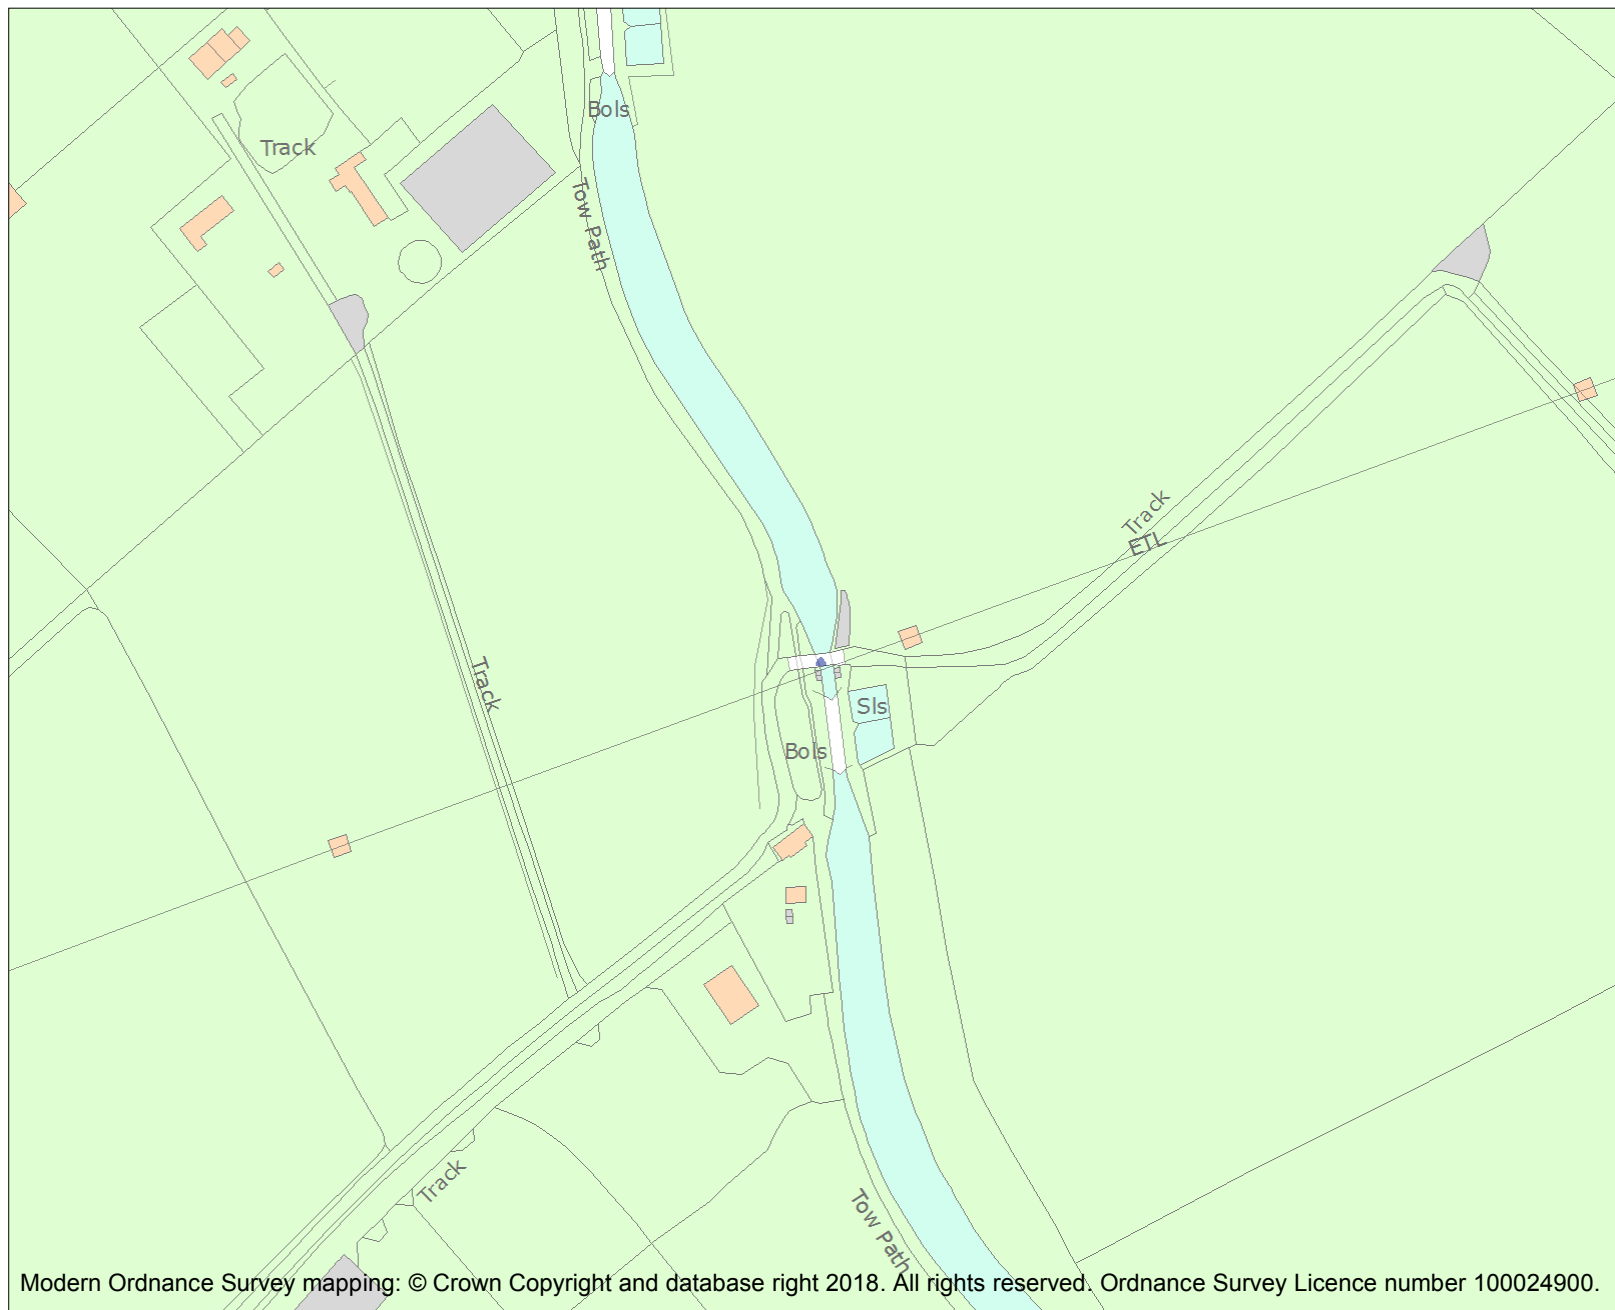 Bols
Track
Tow Path
Track
ETL
Track
Sls
Bols
Track
Tow Path
Modern Ordnance Survey mapping: © Crown Copyright and database right 2018. All rights reserved. Ordnance Survey Licence number 100024900.